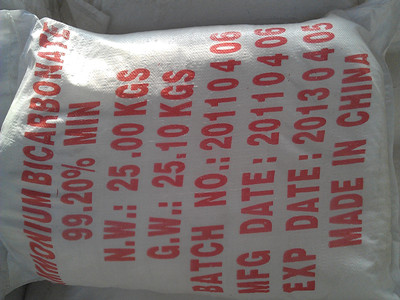 AMMONIUM BICARBONATE
99.20% MIN
N.W.: 25.00 KGS
G.W.: 25.10 KGS
BATCH NO.: 20110406
MFG DATE: 20110406
EXP DATE: 20130405
MADE IN CHINA